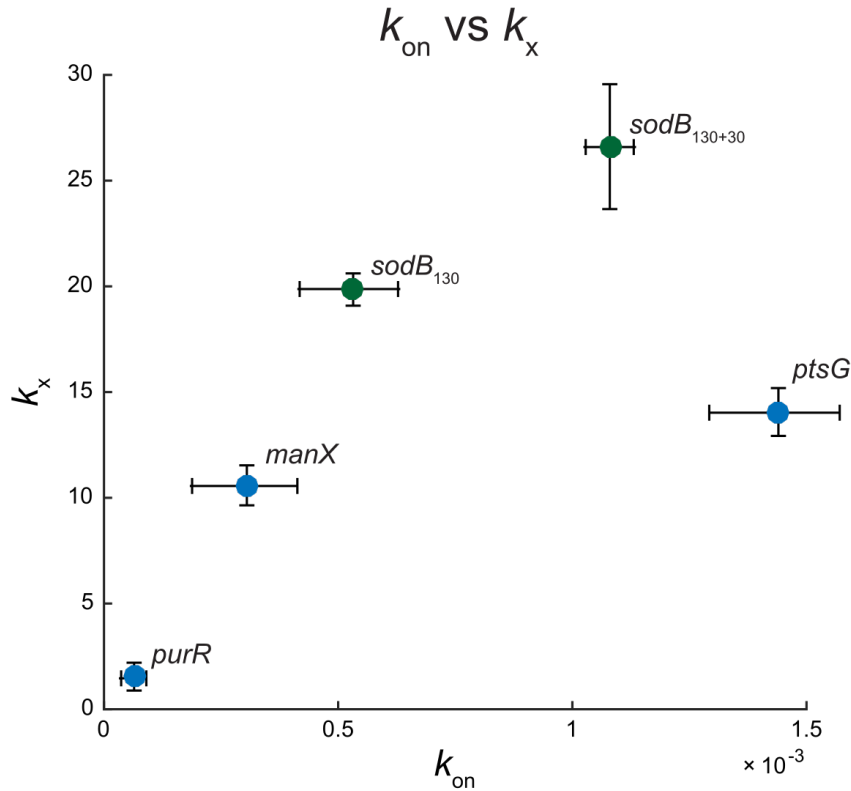 kon vs kx
30
sodB130+30
25
sodB130
20
ptsG
15
kx
manX
10
5
purR
0
0 0.5 1 1.5
kon × 10-3